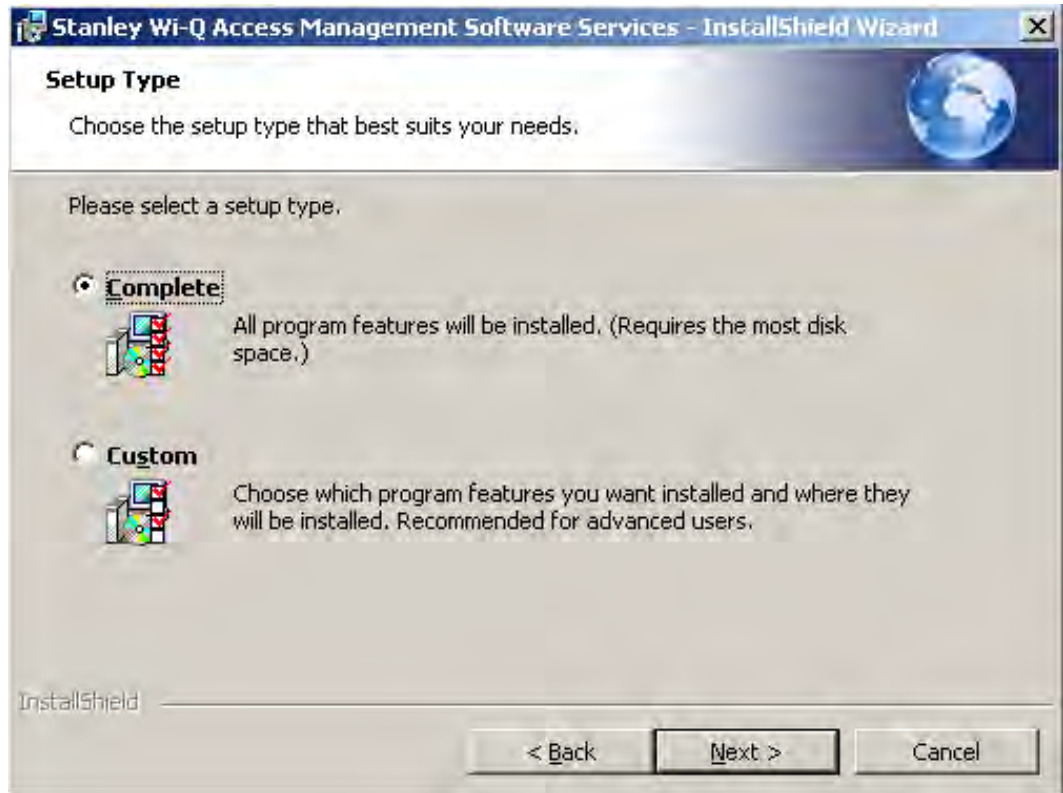 Stanley Wi-Q Access Management Software Services - InstallShield Wizard
Setup Type
Choose the setup type that best suits your needs.
Please select a setup type.
Complete
All program features will be installed. (Requires the most disk
space.)
Custom
Choose which program features you want installed and where they
will be installed. Recommended for advanced users.
InstallShield
< Back
Next >
Cancel